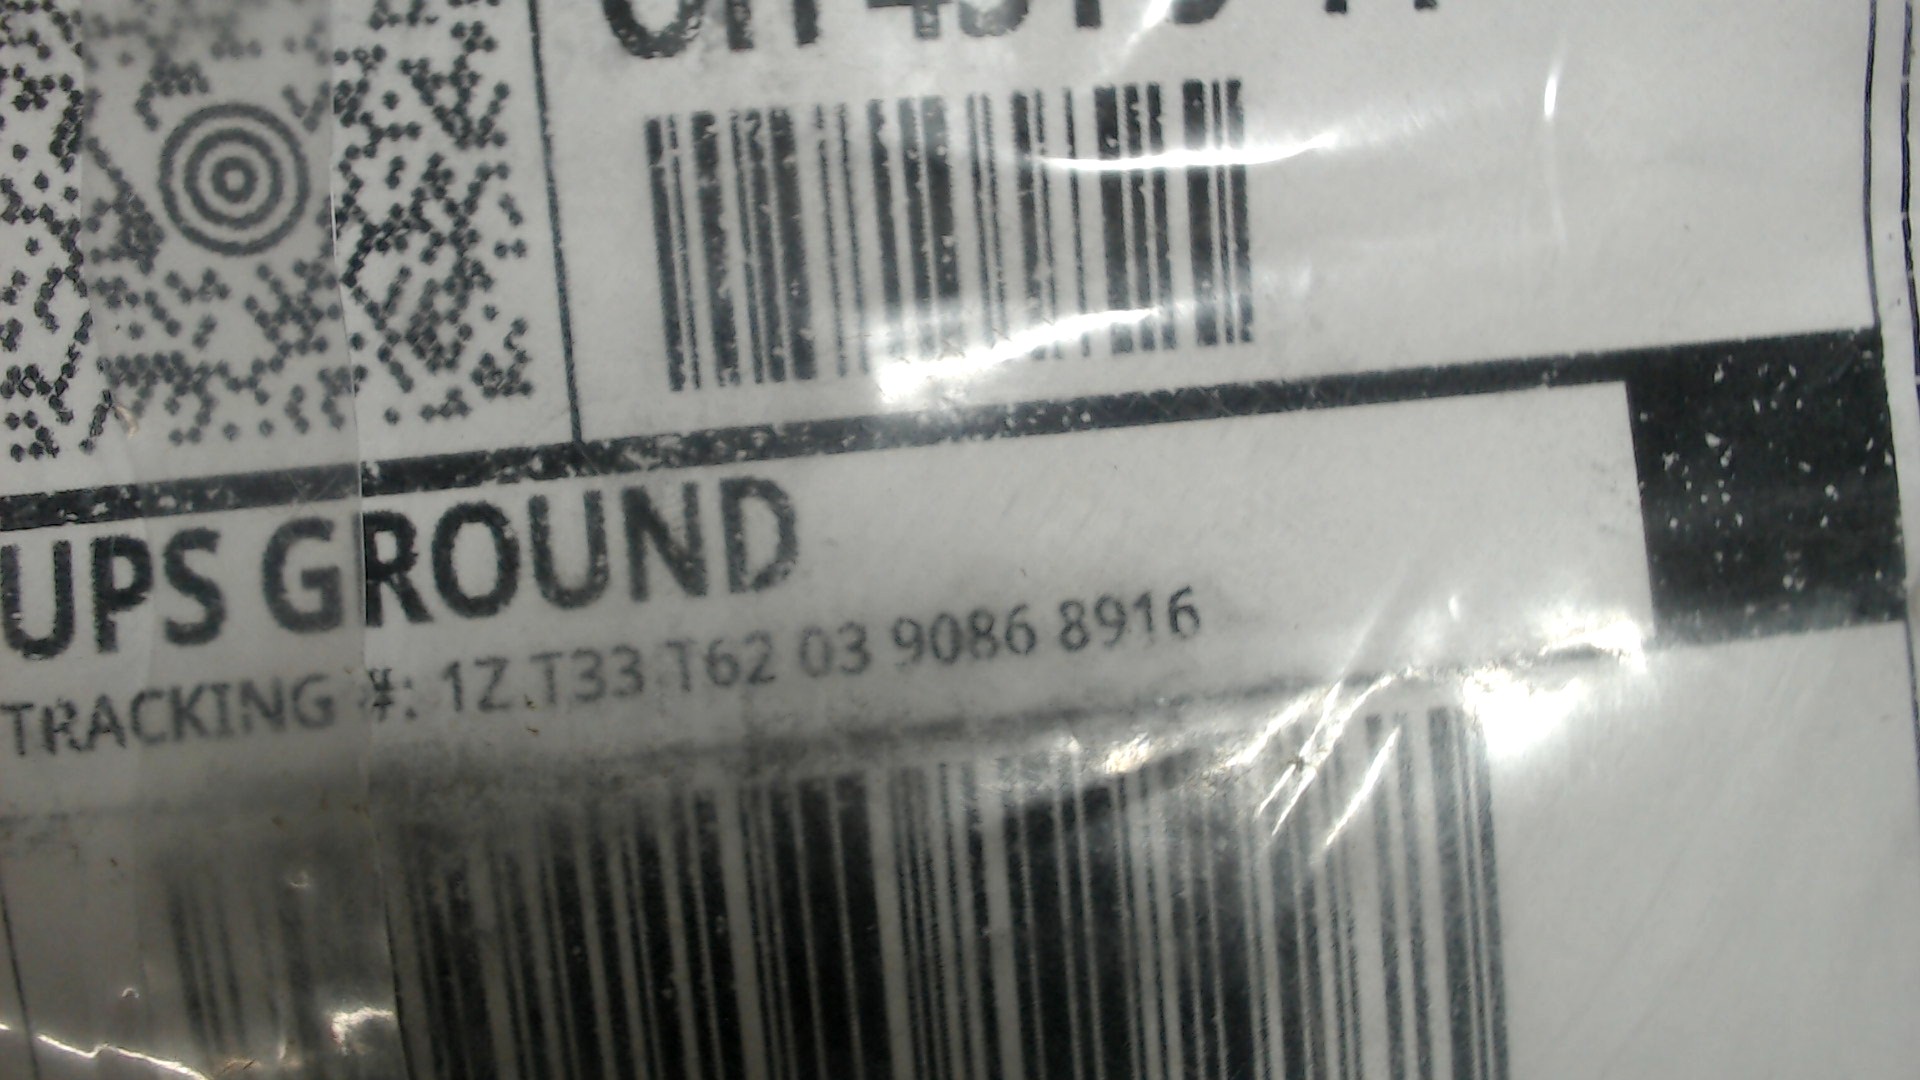 UPS GROUND
TRACKING #: 1Z T33 T62 03 9086 8916